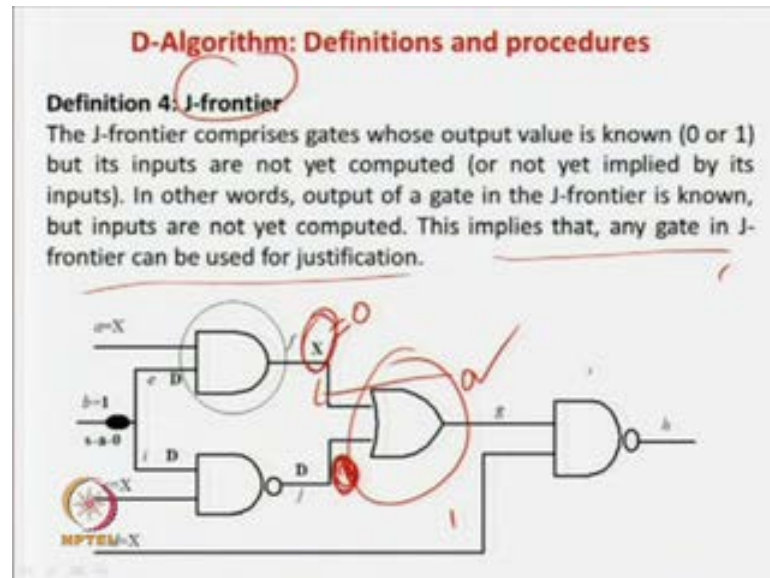 D-Algorithm: Definitions and procedures
Definition 4: J-frontier
The J-frontier comprises gates whose output value is known (0 or 1)
but its inputs are not yet computed (or not yet implied by its
inputs). In other words, output of a gate in the J-frontier is known,
but inputs are not yet computed. This implies that, any gate in J-
frontier can be used for justification.
a=X
f
X
=0
e
D
b=1
s-a-0
g
h
i
D
D
j
=X
1
NPTEL
=X